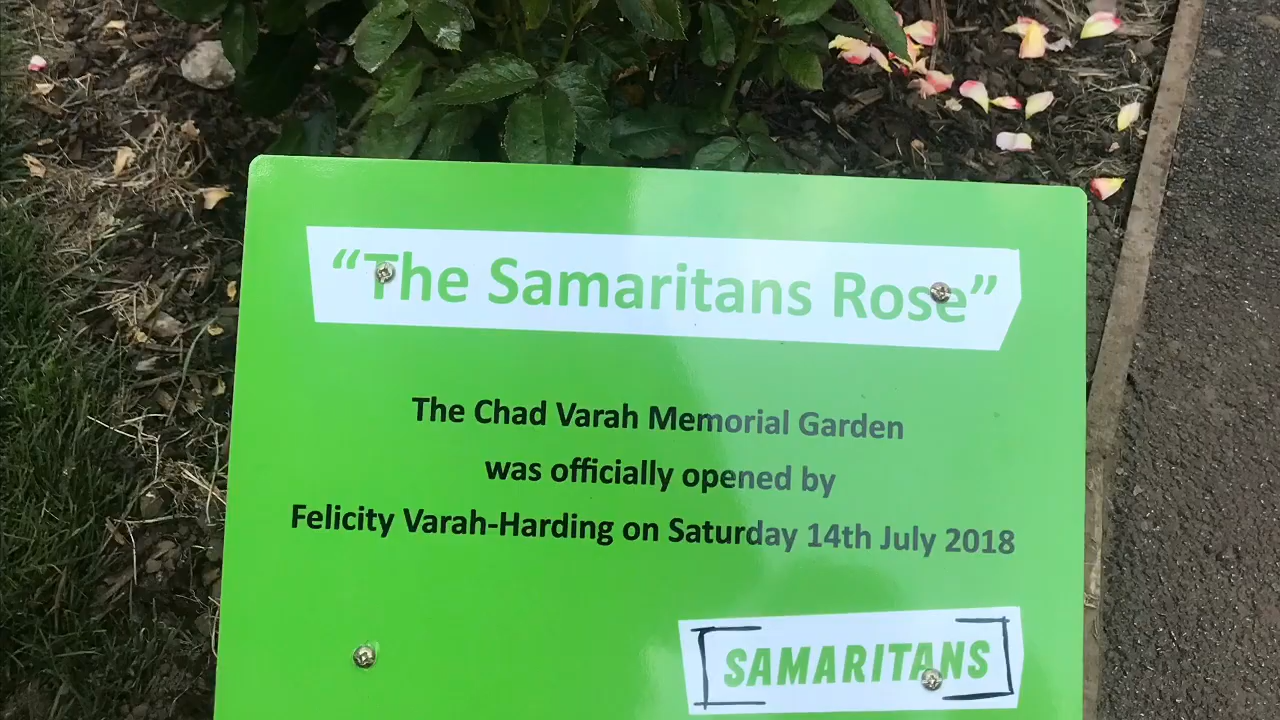 “The Samaritans Rose”
The Chad Varah Memorial Garden
was officially opened by
Felicity Varah-Harding on Saturday 14th July 2018
SAMARITANS